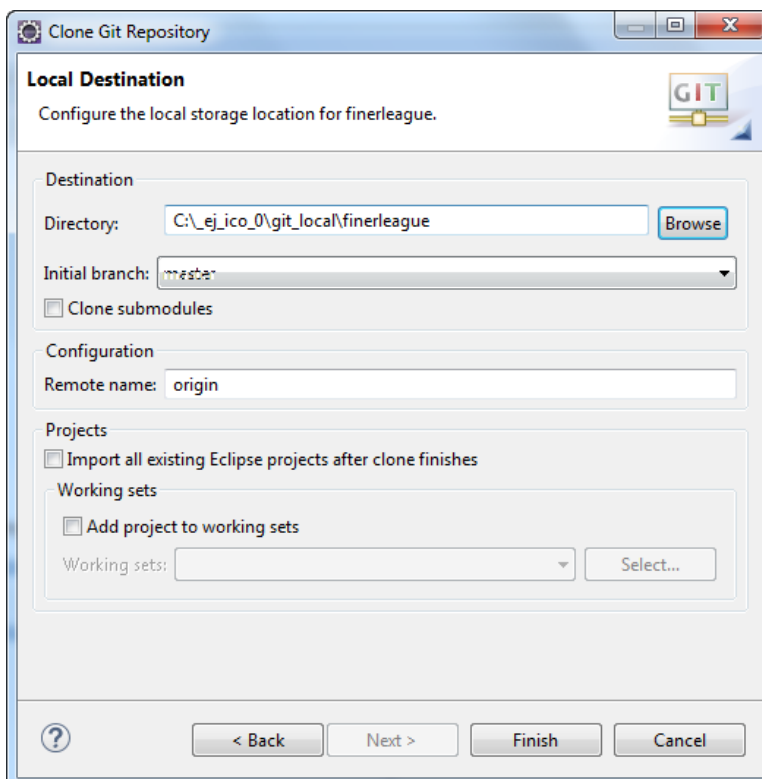 Clone Git Repository
Local Destination
Configure the local storage location for finerleague.
GIT
Destination
Directory: C:\_ej_ico_0\git_local\finerleague Browse
Initial branch: master
Clone submodules
Configuration
Remote name: origin
Projects
Import all existing Eclipse projects after clone finishes
Working sets
Add project to working sets
Working sets: Select...
? < Back Next > Finish Cancel